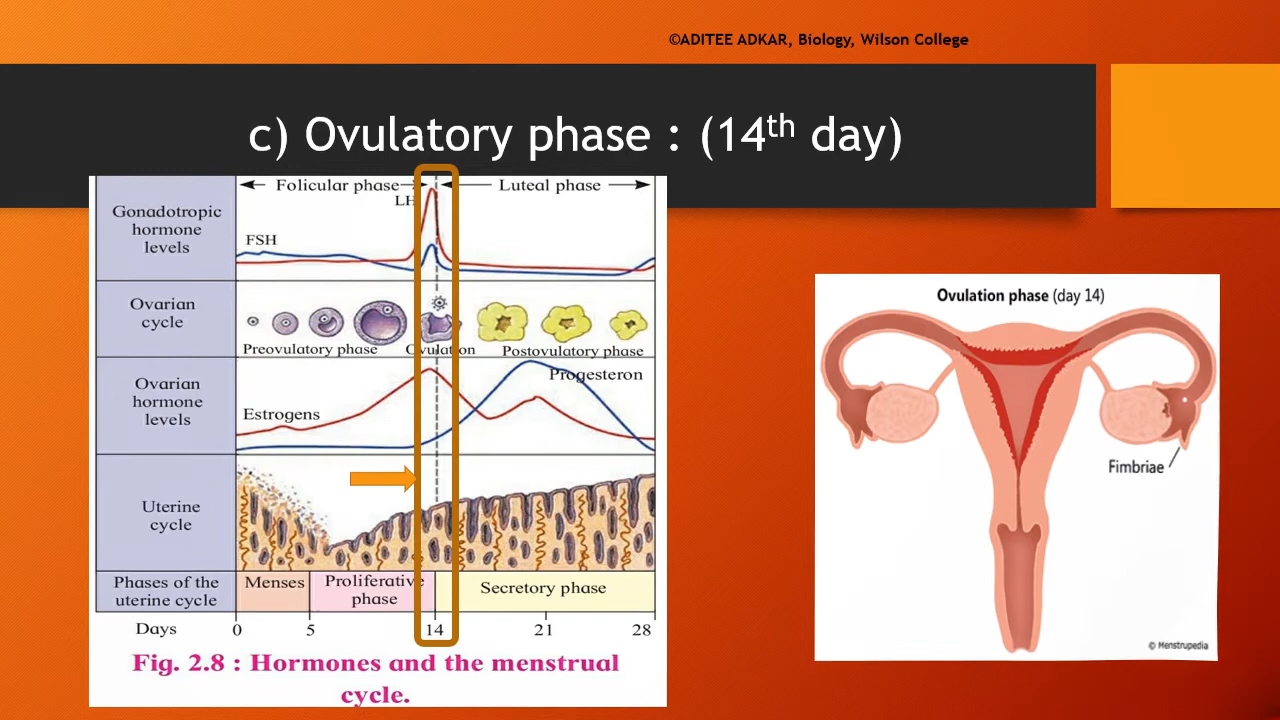 ©ADITEE ADKAR, Biology, Wilson College
c) Ovulatory phase : (14th day)
Folicular phase
Luteal phase
Gonadotropic
hormone
levels
LH
FSH
Ovarian
cycle
Preovulatory phase
Ovulation
Postovulatory phase
Ovarian
hormone
levels
Progesteron
Estrogens
Uterine
cycle
Phases of the
uterine cycle
Menses
Proliferative
phase
Secretory phase
Days
0
5
14
21
28
Fig. 2.8 : Hormones and the menstrual
cycle.
Ovulation phase (day 14)
Fimbriae
© Menstrupedia